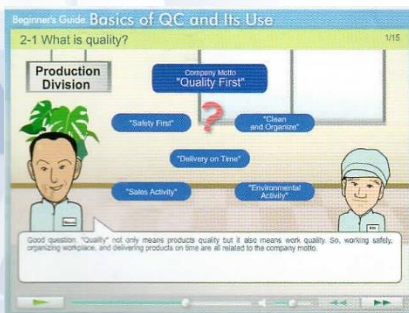 Beginner's Guide Basics of QC and Its Use
2-1 What is quality?
1/15
Production
Division
Company Motto
"Quality First"
"Safety First"
"Clean
and Organize"
"Delivery on Time"
"Sales Activity"
"Environmental
Activity"
Good question. "Quality" not only means products quality but it also means work quality. So, working safely,
organizing workplace, and delivering products on time are all related to the company motto.